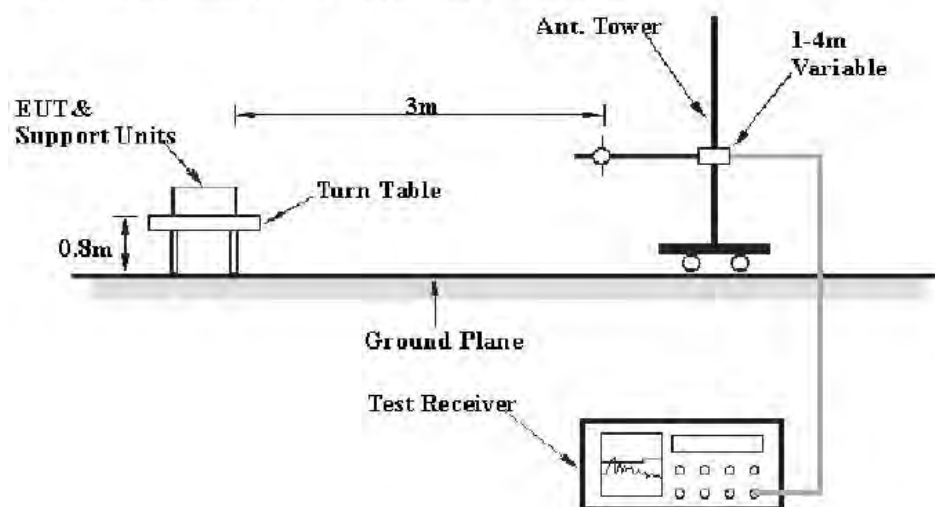 Ant. Tower
1-4m
Variable
EUT&
Support Units
3m
Turn Table
0.8m
Ground Plane
Test Receiver